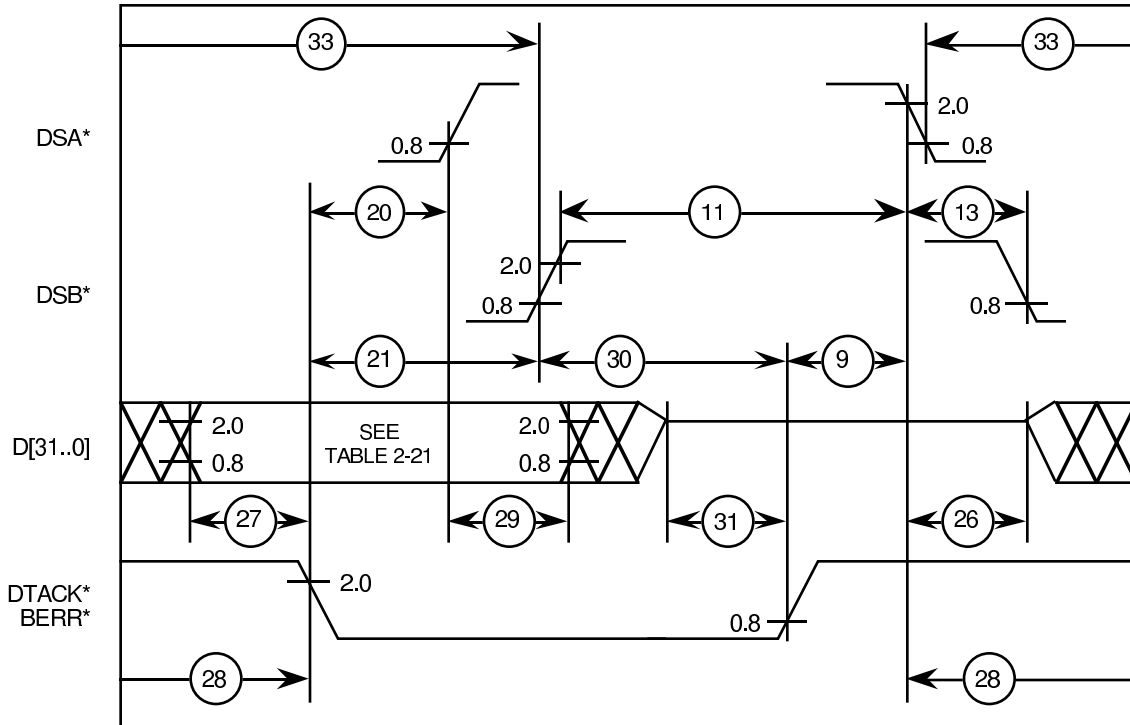 33 33
DSA* 0.8 2.0 0.8
20 11 13
DSB* 2.0 0.8 0.8
21 30 9
D[31..0] 2.0 0.8 SEE TABLE 2-21 2.0 0.8
27 29 31 26
DTACK* BERR* 2.0 0.8
28 28